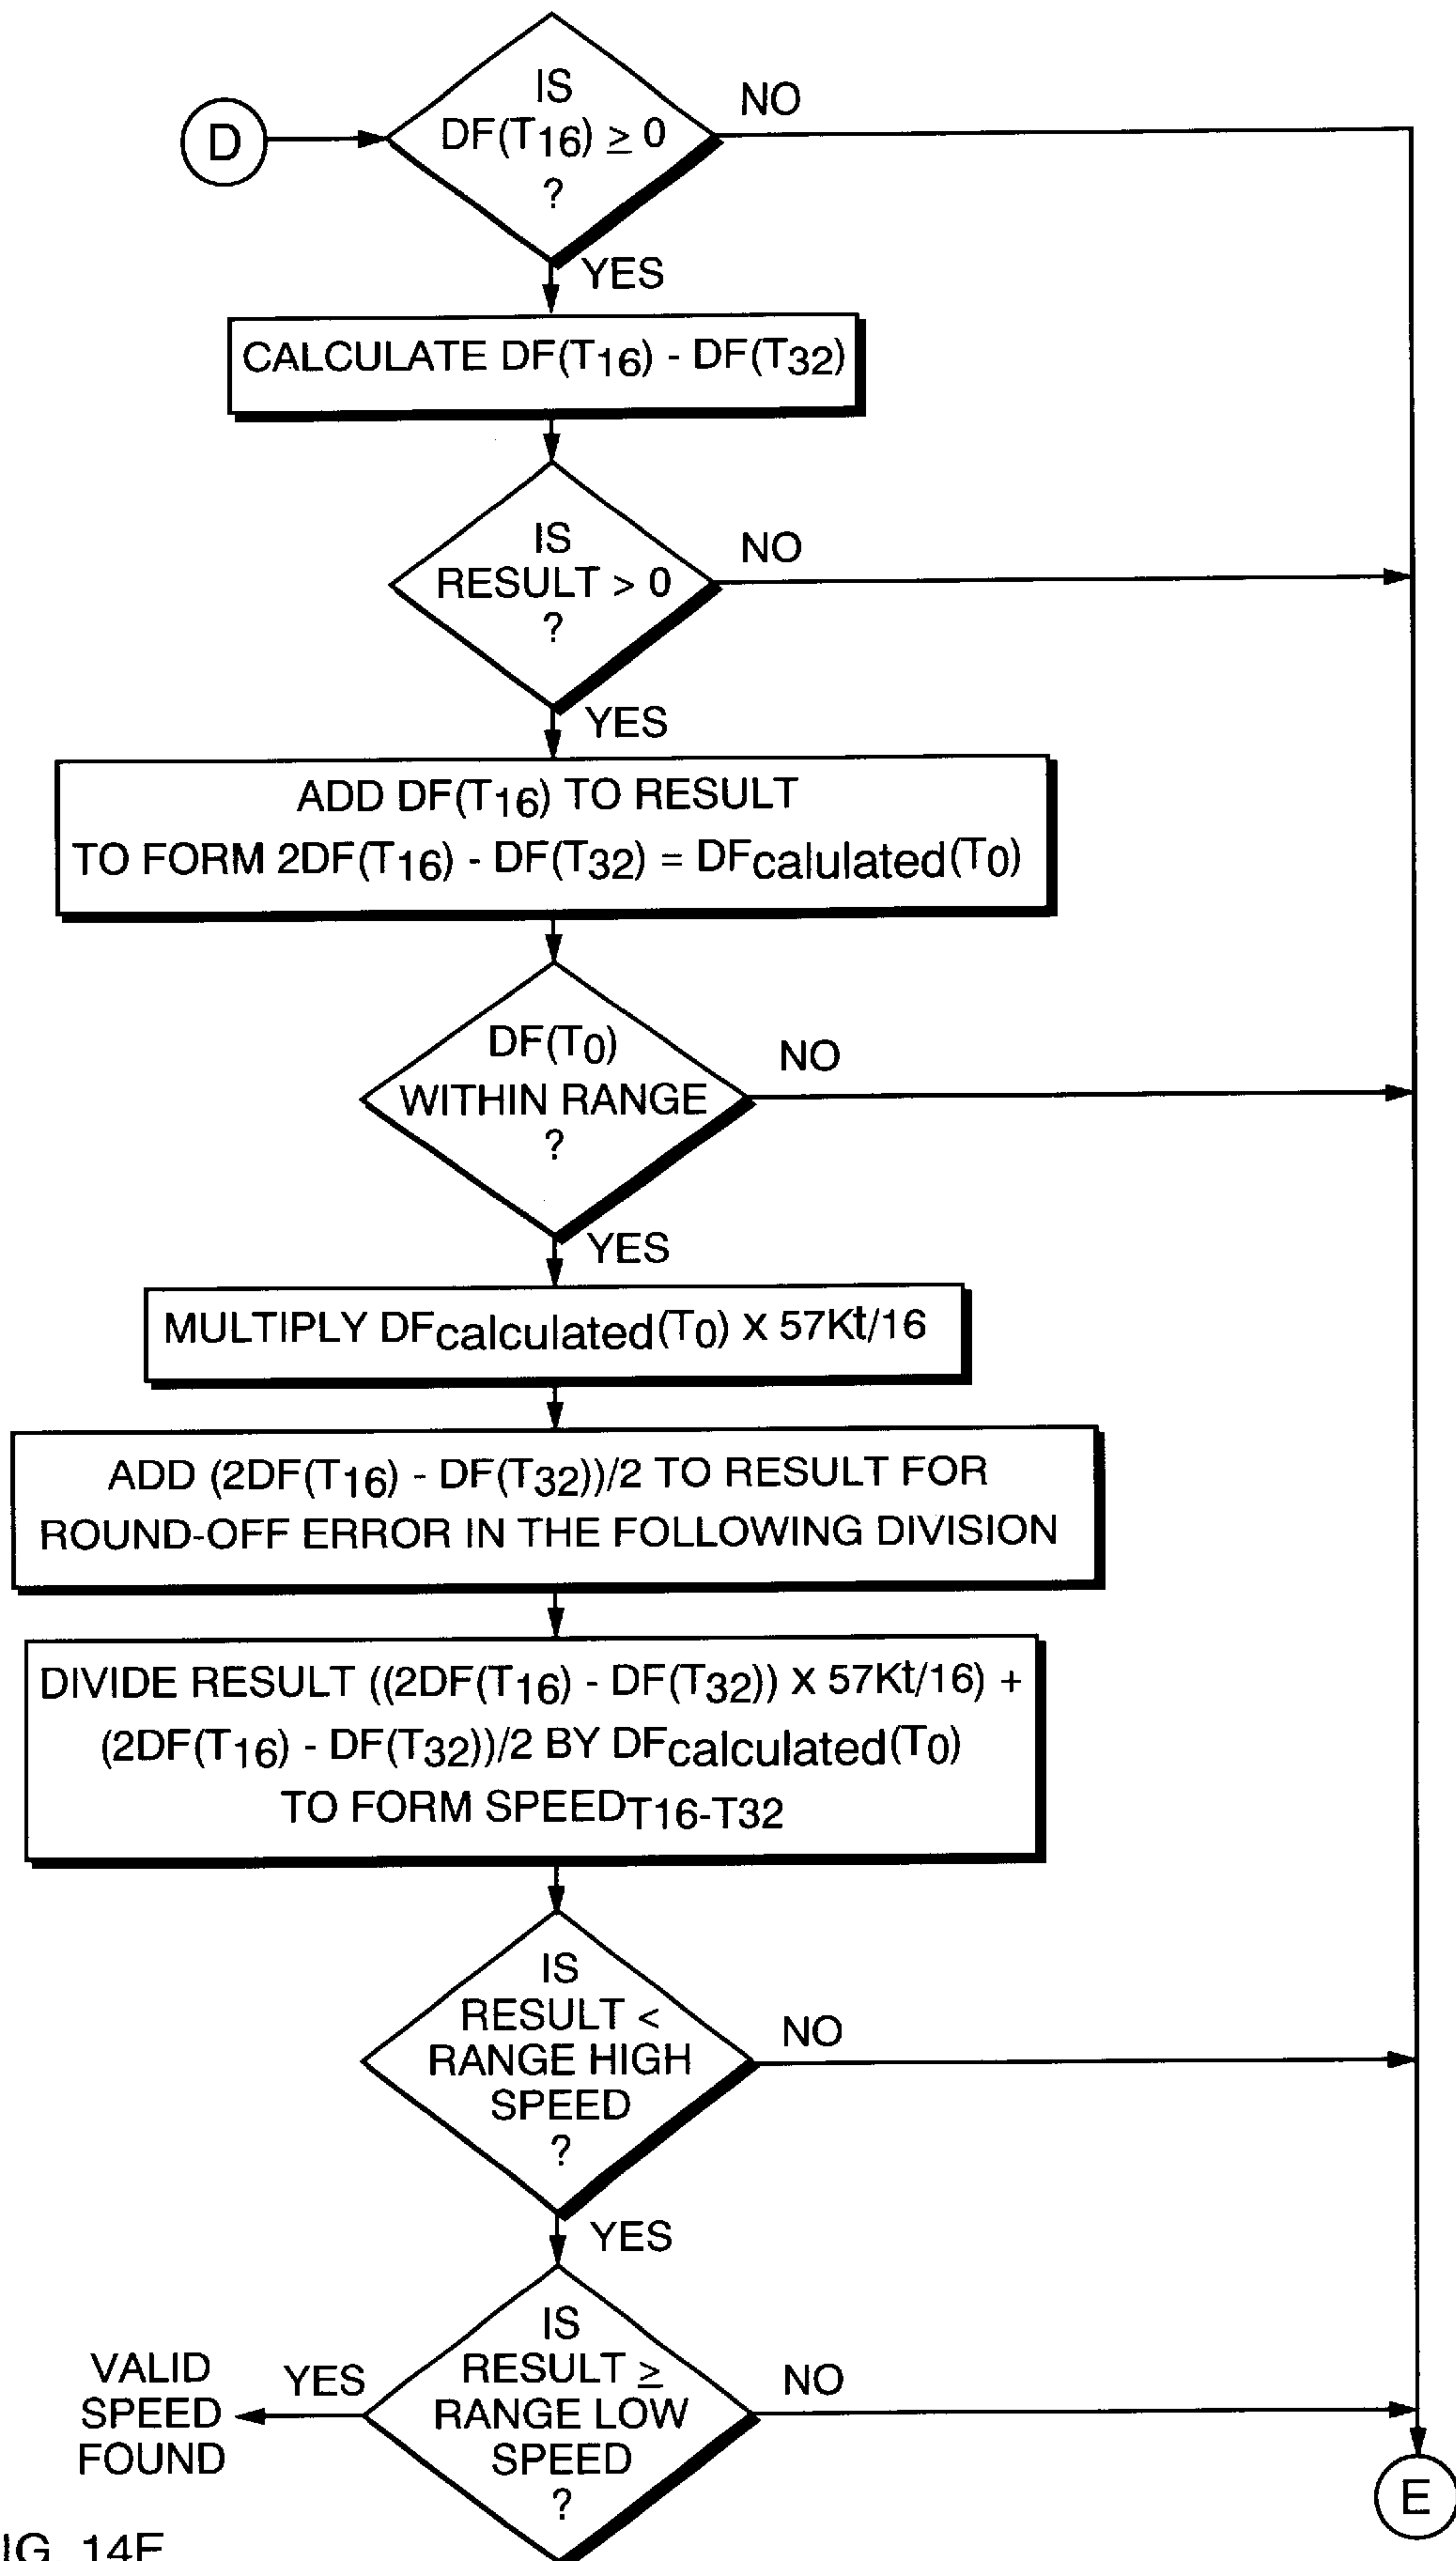 IS
D
DF(T16) ≥ 0
?
NO
YES
CALCULATE DF(T16) - DF(T32)
IS
RESULT > 0
?
NO
YES
ADD DF(T16) TO RESULT
TO FORM 2DF(T16) - DF(T32) = DFcalulated(T0)
DF(T0)
WITHIN RANGE
?
NO
YES
MULTIPLY DFcalculated(T0) X 57Kt/16
ADD (2DF(T16) - DF(T32))/2 TO RESULT FOR
ROUND-OFF ERROR IN THE FOLLOWING DIVISION
DIVIDE RESULT ((2DF(T16) - DF(T32)) X 57Kt/16) +
(2DF(T16) - DF(T32))/2 BY DFcalculated(T0)
TO FORM SPEEDT16-T32
IS
RESULT <
RANGE HIGH
SPEED
?
NO
YES
IS
RESULT ≥
RANGE LOW
SPEED
?
NO
YES
VALID
SPEED
FOUND
E